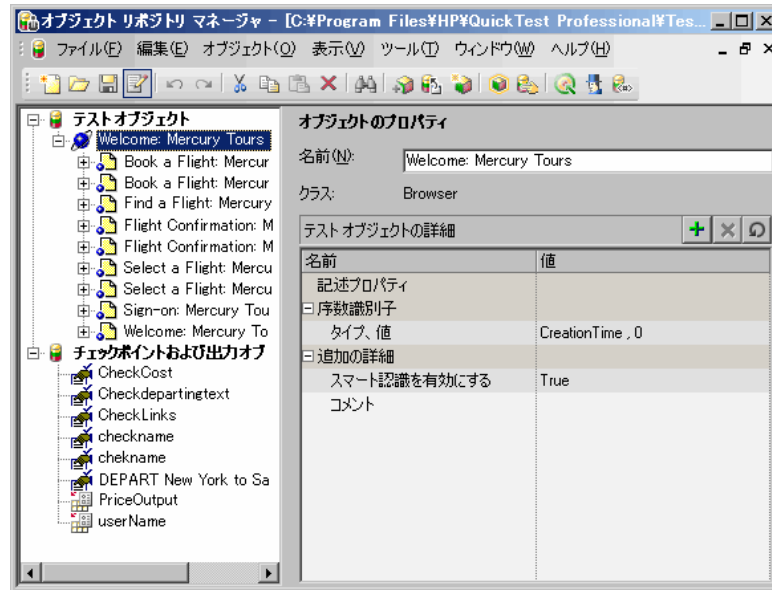 オブジェクト リポジトリ マネージャ - [C:¥Program Files¥HP¥QuickTest Professional¥Tes...
ファイル(F) 編集(E) オブジェクト(O) 表示(V) ツール(T) ウィンドウ(W) ヘルプ(H)
テスト オブジェクト
Welcome: Mercury Tours
Book a Flight: Mercur
Book a Flight: Mercur
Find a Flight: Mercury
Flight Confirmation: M
Flight Confirmation: M
Select a Flight: Mercu
Select a Flight: Mercu
Sign-on: Mercury Tou
Welcome: Mercury To
チェックポイントおよび出力オブ
CheckCost
Checkdepartingtext
CheckLinks
checkname
chekname
DEPART New York to Sa
PriceOutput
userName
オブジェクトのプロパティ
名前(N): Welcome: Mercury Tours
クラス: Browser
テスト オブジェクトの詳細
名前 値
記述プロパティ
序数識別子
タイプ、値 CreationTime , 0
追加の詳細
スマート認識を有効にする True
コメント